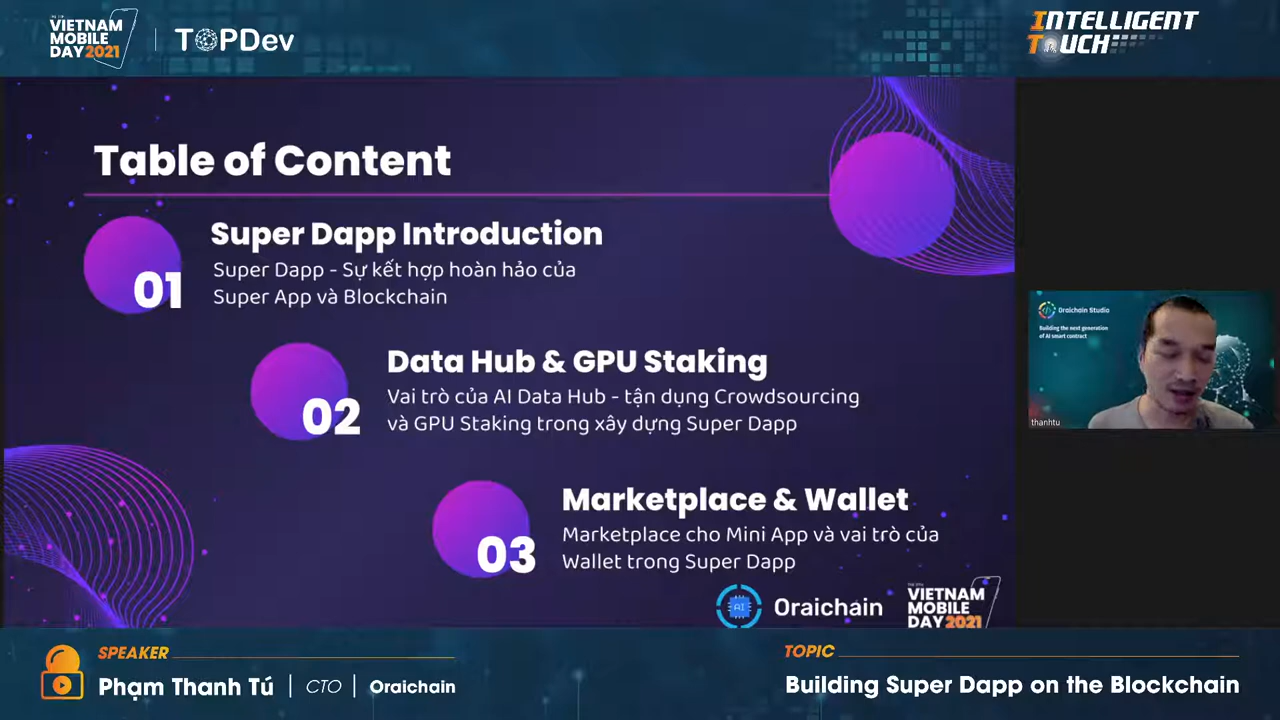 VIETNAM
MOBILE
DAY 2021
TOPDev
INTELLIGENT
TOUCH
Table of Content
01
Super Dapp Introduction
Super Dapp - Sự kết hợp hoàn hảo của
Super App và Blockchain
02
Data Hub & GPU Staking
Vai trò của AI Data Hub - tận dụng Crowdsourcing
và GPU Staking trong xây dựng Super Dapp
03
Marketplace & Wallet
Marketplace cho Mini App và vai trò của
Wallet trong Super Dapp
AI
Oraichain
VIETNAM
MOBILE
DAY 2021
Oraichain Studio
Building the next generation
of AI smart contract
thanhtu
SPEAKER
Phạm Thanh Tú | CTO | Oraichain
TOPIC
Building Super Dapp on the Blockchain